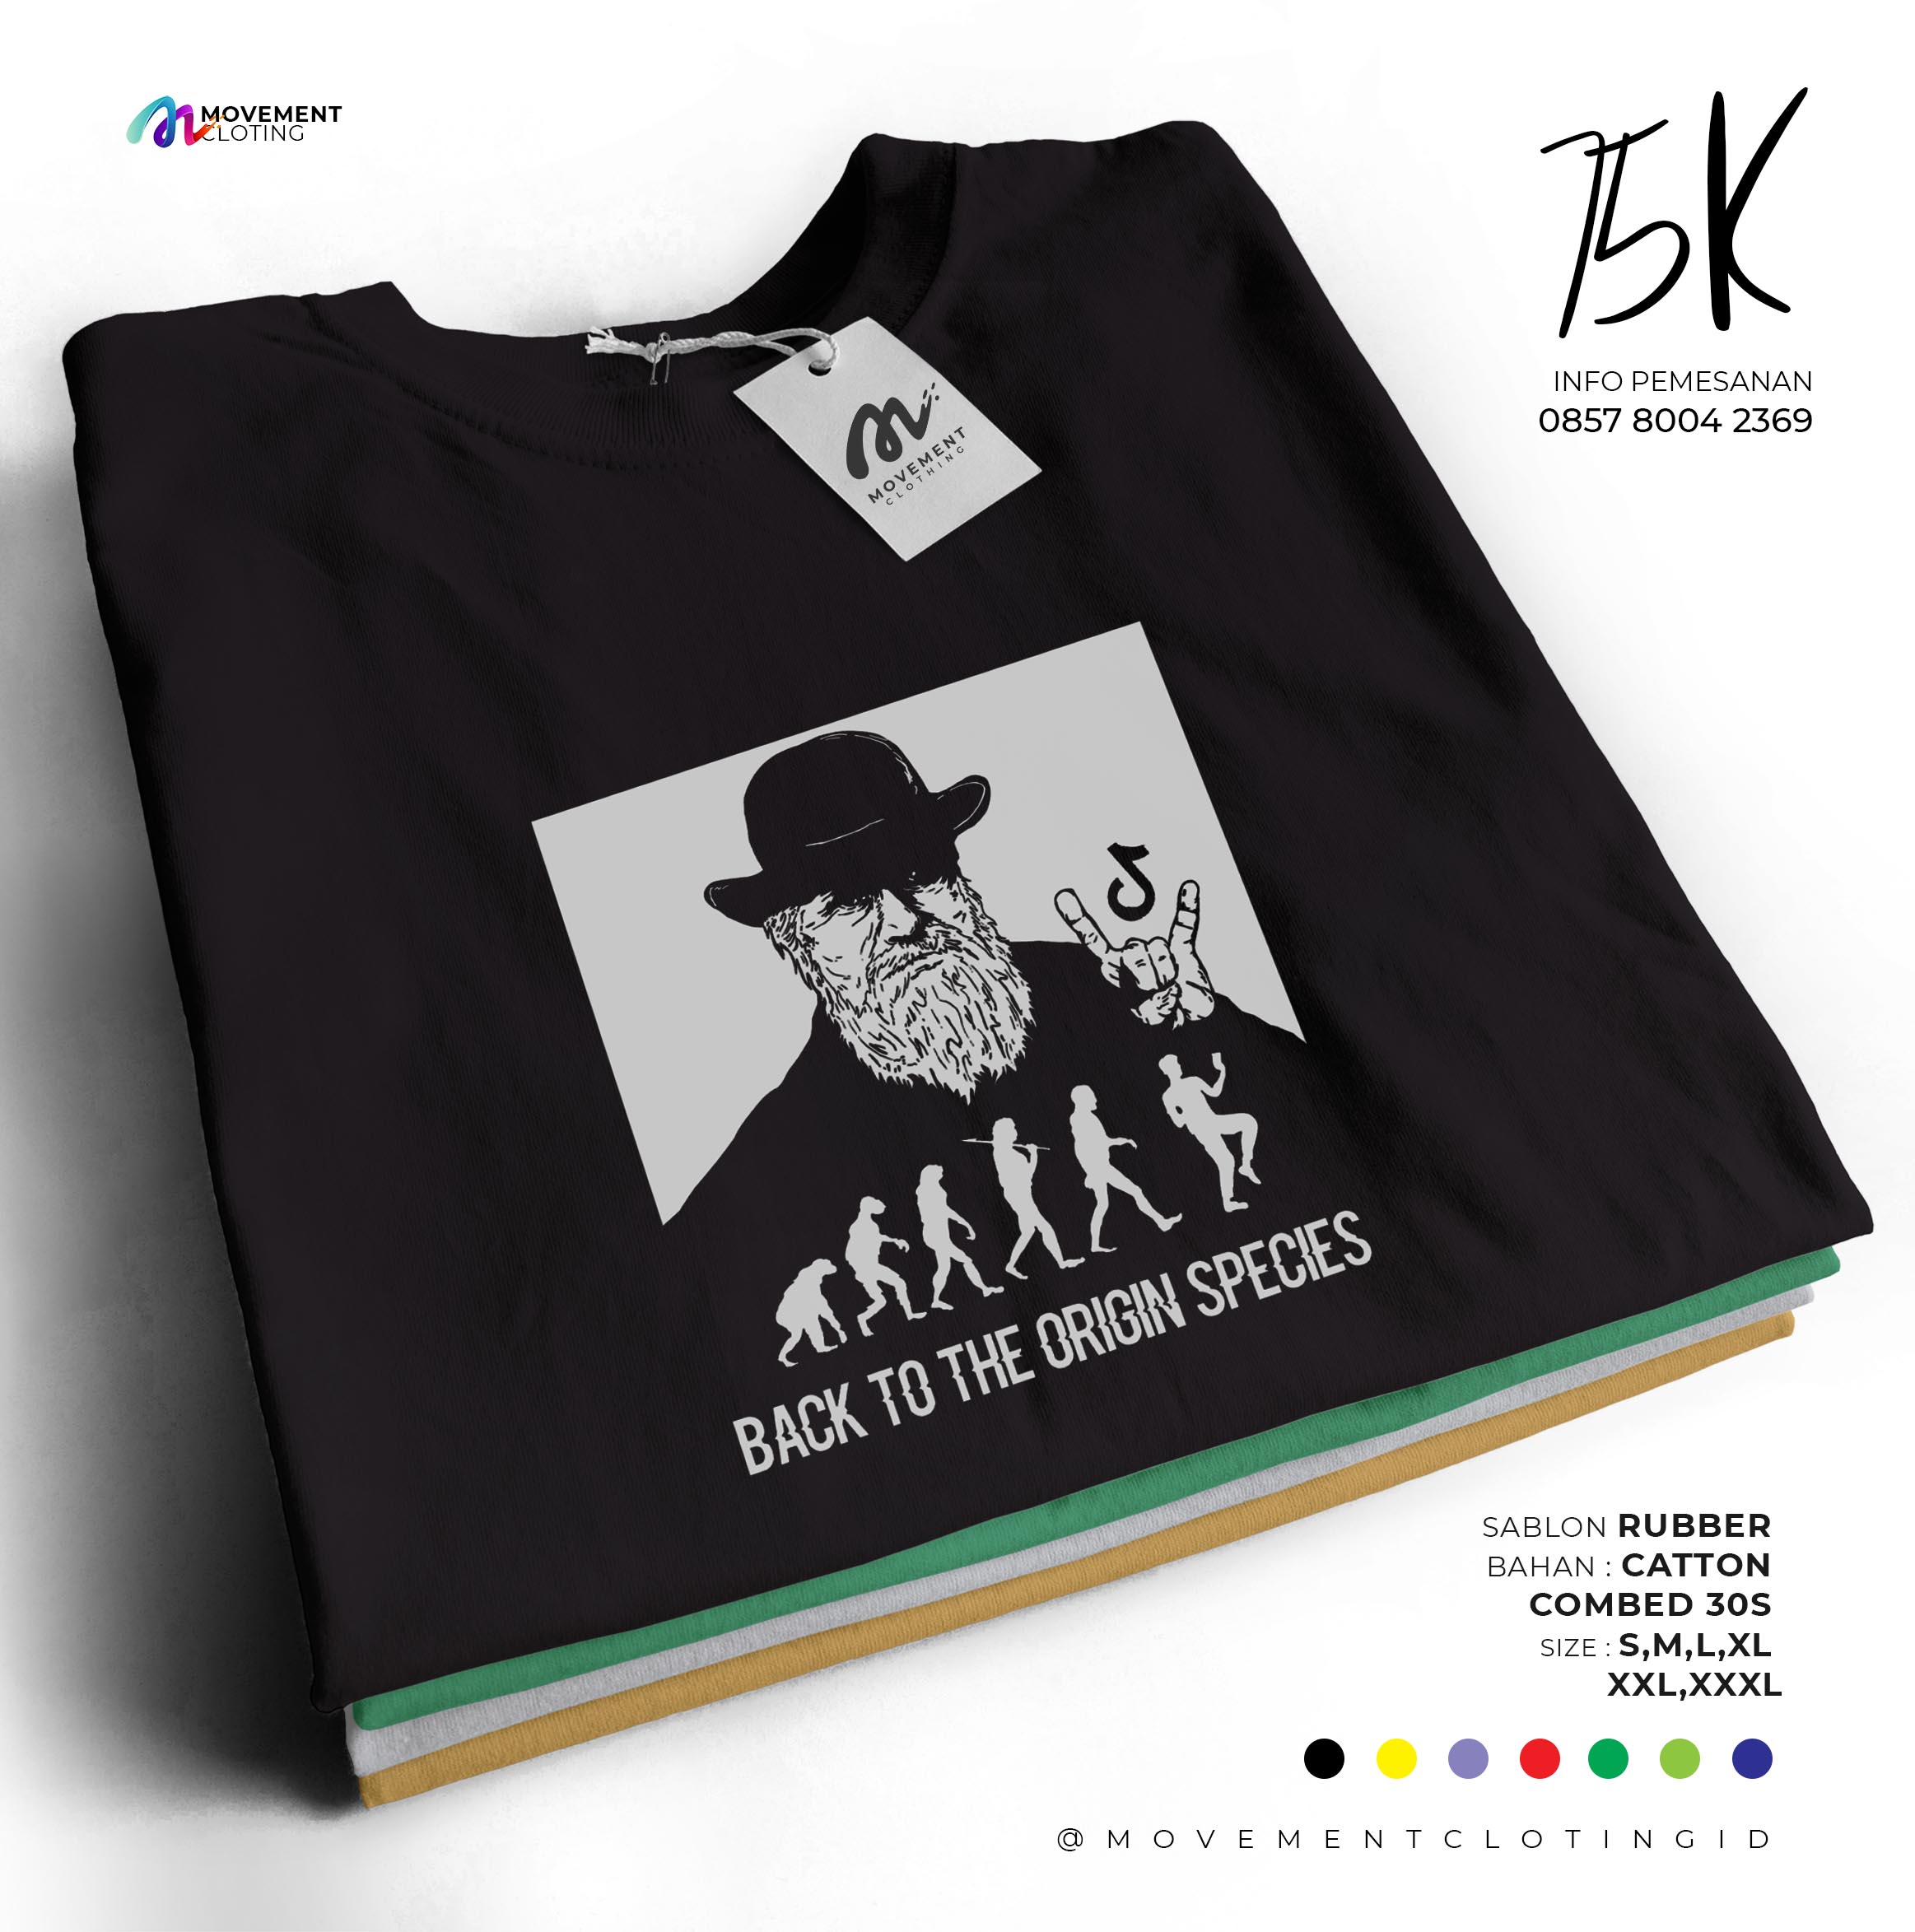 MOVEMENT
CLOTING
75K
INFO PEMESANAN
0857 8004 2369
MOVEMENT
CLOTHING
BACK TO THE ORIGIN SPECIES
SABLON RUBBER
BAHAN : CATTON
COMBED 30S
SIZE : S,M,L,XL
XXL,XXXL
@MOVEMENTCLOTINGID